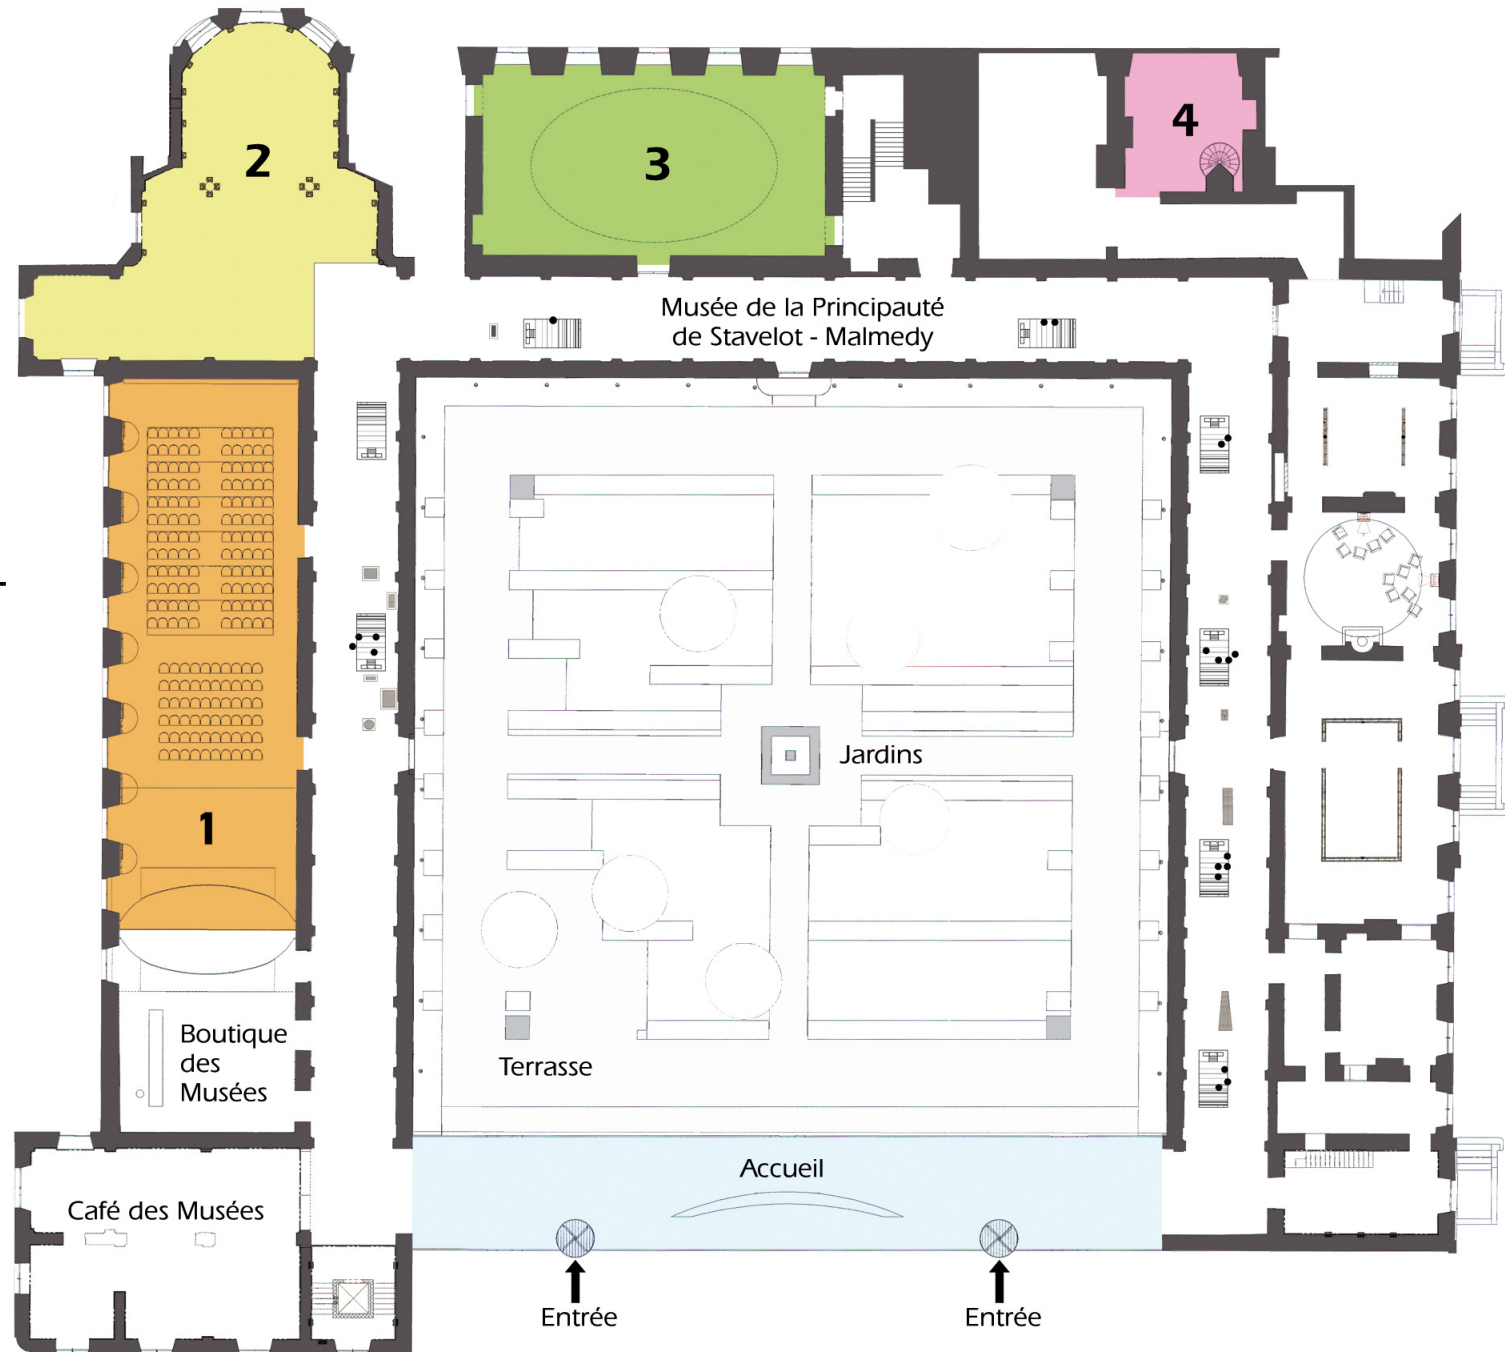 2
3
4
Musée de la Principauté
de Stavelot - Malmedy
Jardins
1
Boutique
des
Musées
Terrasse
Accueil
Café des Musées
Entrée
Entrée